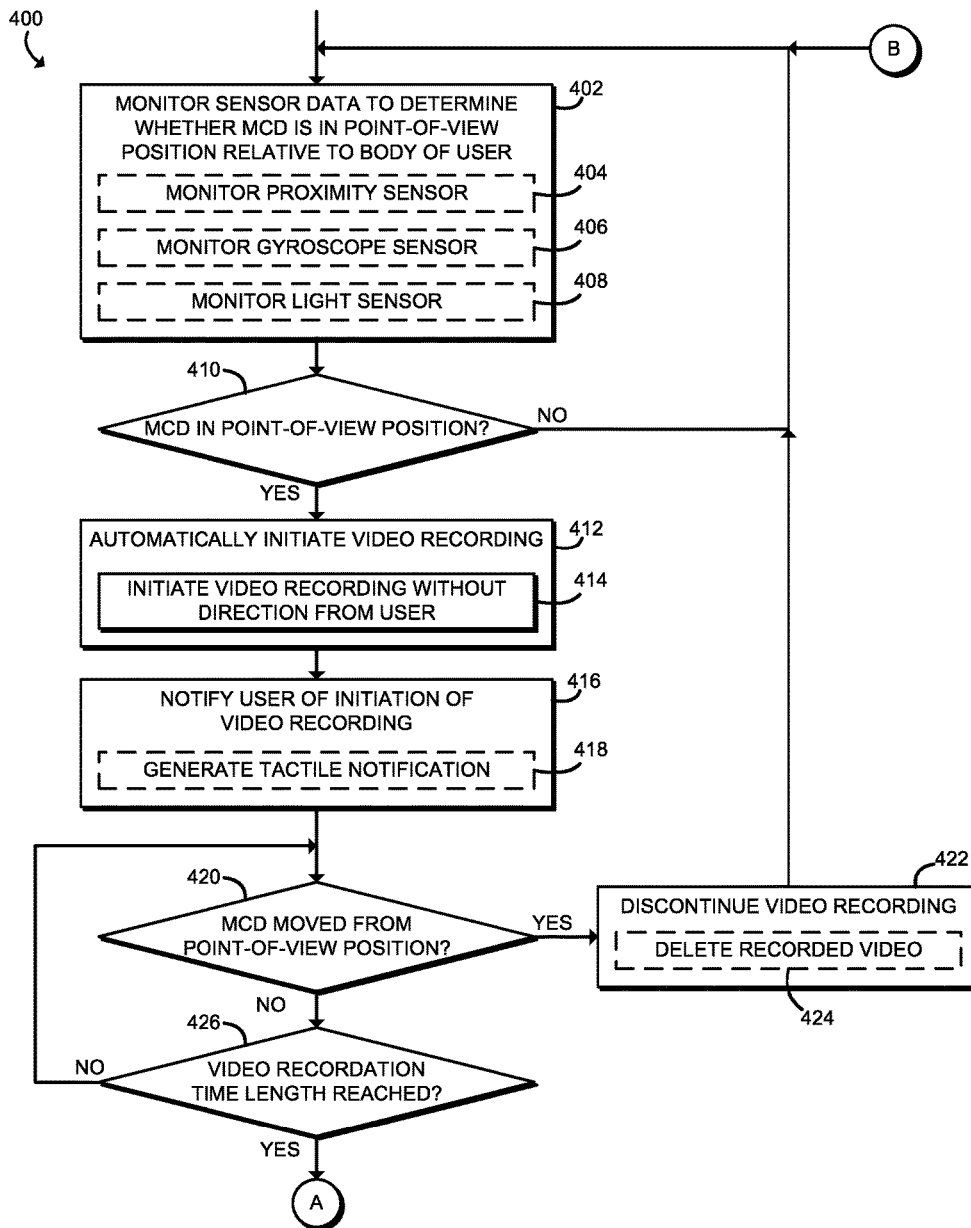 400
B
MONITOR SENSOR DATA TO DETERMINE
WHETHER MCD IS IN POINT-OF-VIEW
POSITION RELATIVE TO BODY OF USER
402
MONITOR PROXIMITY SENSOR
404
MONITOR GYROSCOPE SENSOR
406
MONITOR LIGHT SENSOR
408
410
MCD IN POINT-OF-VIEW POSITION?
NO
YES
AUTOMATICALLY INITIATE VIDEO RECORDING
412
INITIATE VIDEO RECORDING WITHOUT
DIRECTION FROM USER
414
NOTIFY USER OF INITIATION OF
VIDEO RECORDING
416
GENERATE TACTILE NOTIFICATION
418
420
MCD MOVED FROM
POINT-OF-VIEW POSITION?
YES
NO
422
DISCONTINUE VIDEO RECORDING
DELETE RECORDED VIDEO
424
426
VIDEO RECORDATION
TIME LENGTH REACHED?
NO
YES
A